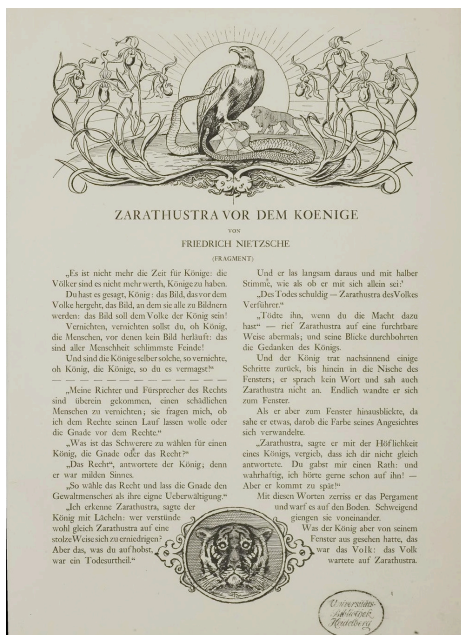 ZARATHUSTRA VOR DEM KOENIGE
VON
FRIEDRICH NIETZSCHE
(FRAGMENT)
„Es ist nicht mehr die Zeit für Könige: die
Völker sind es nicht mehr werth, Könige zu haben.
Du hast es gesagt, König: das Bild, das vor dem
Volke hergeht, das Bild, an dem sie alle zu Bildnern
werden: das Bild soll dem Volke der König sein!
Vernichten, vernichten sollst du, oh König,
die Menschen, vor denen kein Bild herläuft: das
sind aller Menschheit schlimmste Feinde!
Und sind die Könige selber solche, so vernichte,
oh König, die Könige, so du es vermagst!“
— — — — — — — — — — — — — —
„Meine Richter und Fürsprecher des Rechts
sind überein gekommen, einen schädlichen
Menschen zu vernichten; sie fragen mich, ob
ich dem Rechte seinen Lauf lassen wolle oder
die Gnade vor dem Rechte.“
„Was ist das Schwerere zu wählen für einen
König, die Gnade oder das Recht?“
„Das Recht“, antwortete der König; denn
er war milden Sinnes.
„So wähle das Recht und lass die Gnade den
Gewaltmenschen als ihre eigne Ueberwältigung.“
„Ich erkenne Zarathustra, sagte der
König mit Lächeln: wer verstünde
wohl gleich Zarathustra auf eine
stolze Weise sich zu erniedrigen?
Aber das, was du aufhobst,
war ein Todesurtheil.“
Und er las langsam daraus und mit halber
Stimme, wie als ob er mit sich allein sei:
„Des Todes schuldig — Zarathustra des Volkes
Verführer.“
„Tödte ihn, wenn du die Macht dazu
hast“ — rief Zarathustra auf eine furchtbare
Weise abermals; und seine Blicke durchbohrten
die Gedanken des Königs.
Und der König trat nachsinnend einige
Schritte zurück, bis hinein in die Nische des
Fensters; er sprach kein Wort und sah auch
Zarathustra nicht an. Endlich wandte er sich
zum Fenster.
Als er aber zum Fenster hinausblickte, da
sahe er etwas, darob die Farbe seines Angesichtes
sich verwandelte.
„Zarathustra, sagte er mit der Höflichkeit
eines Königs, vergieb, dass ich dir nicht gleich
antwortete. Du gabst mir einen Rath: und
wahrhaftig, ich hörte gerne schon auf ihn! —
Aber er kommt zu spät!“
Mit diesen Worten zerriss er das Pergament
und warf es auf den Boden. Schweigend
giengen sie voneinander.
Was der König aber von seinem
Fenster aus gesehen hatte, das
war das Volk: das Volk
wartete auf Zarathustra.
Universitäts-
Bibliothek
Heidelberg